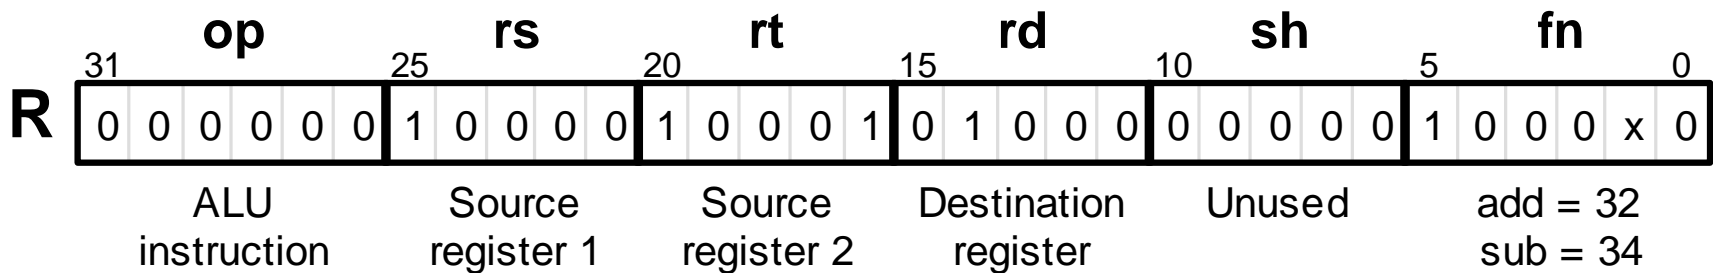 op rs rt rd sh fn
31 25 20 15 10 5 0
R 0 0 0 0 0 0 1 0 0 0 0 1 0 0 0 1 0 1 0 0 0 0 0 0 0 0 1 0 0 0 x 0
ALU Source Source Destination Unused add = 32
instruction register 1 register 2 register sub = 34